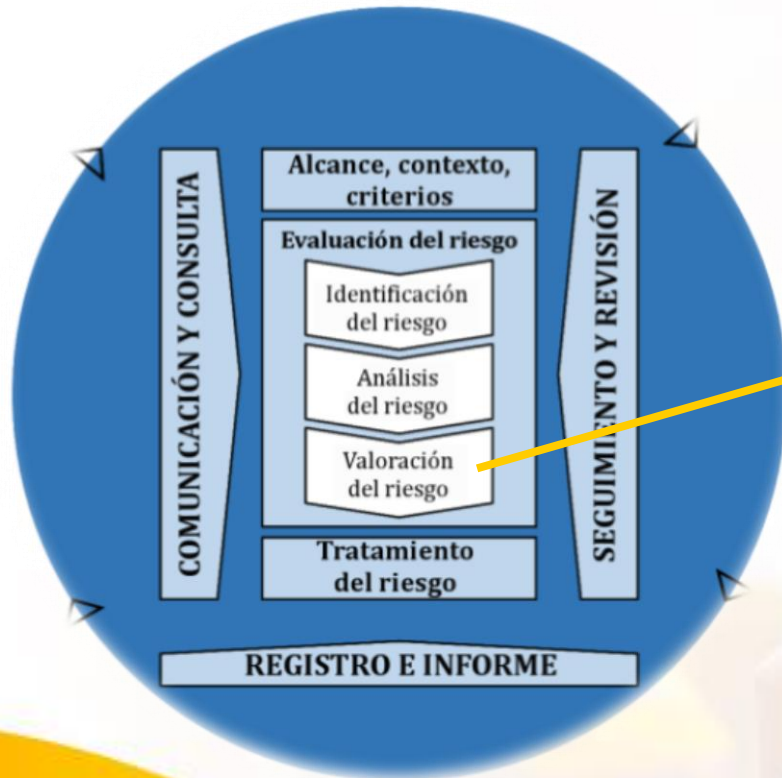 Alcance, contexto,
criterios
Evaluación del riesgo
Identificación
del riesgo
Análisis
del riesgo
Valoración
del riesgo
Tratamiento
del riesgo
COMUNICACIÓN Y CONSULTA
SEGUIMIENTO Y REVISIÓN
REGISTRO E INFORME